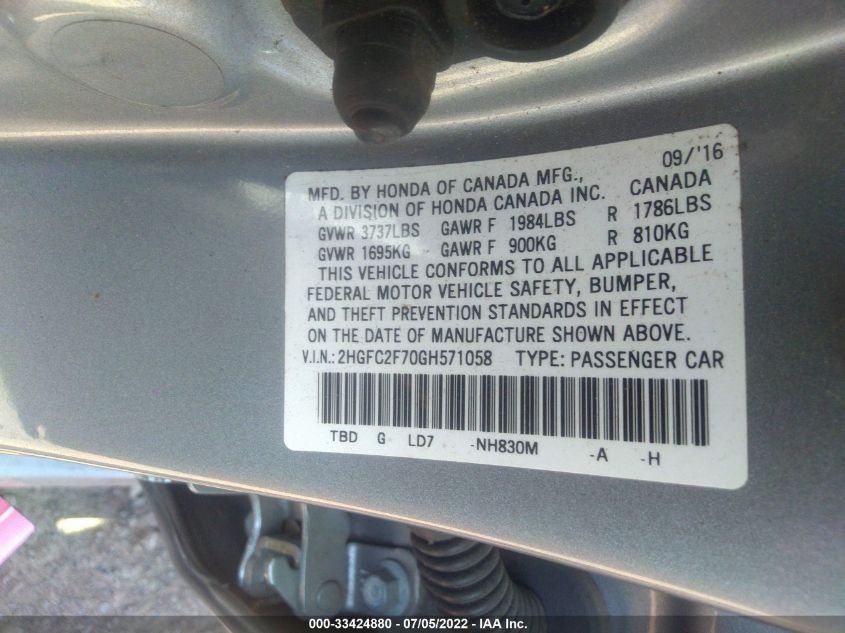 09/'16
MFD. BY HONDA OF CANADA MFG.,
A DIVISION OF HONDA CANADA INC. CANADA
GVWR 3737LBS GAWR F 1984LBS R 1786LBS
GVWR 1695KG GAWR F 900KG R 810KG
THIS VEHICLE CONFORMS TO ALL APPLICABLE
FEDERAL MOTOR VEHICLE SAFETY, BUMPER,
AND THEFT PREVENTION STANDARDS IN EFFECT
ON THE DATE OF MANUFACTURE SHOWN ABOVE.
V.I.N.: 2HGFC2F70GH571058 TYPE: PASSENGER CAR
TBD G LD7 -NH830M -A -H
000-33424880 - 07/05/2022 - IAA Inc.